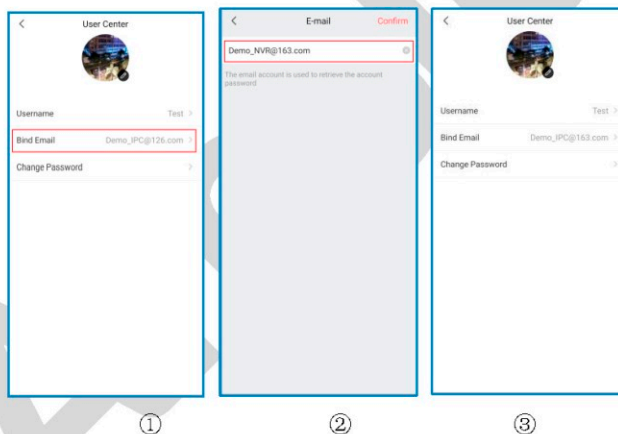 User Center
Username Test
Bind Email Demo_IPC@126.com
Change Password
①
E-mail Confirm
Demo_NVR@163.com
The email account is used to retrieve the account
password
②
User Center
Username Test
Bind Email Demo_IPC@163.com
Change Password
③